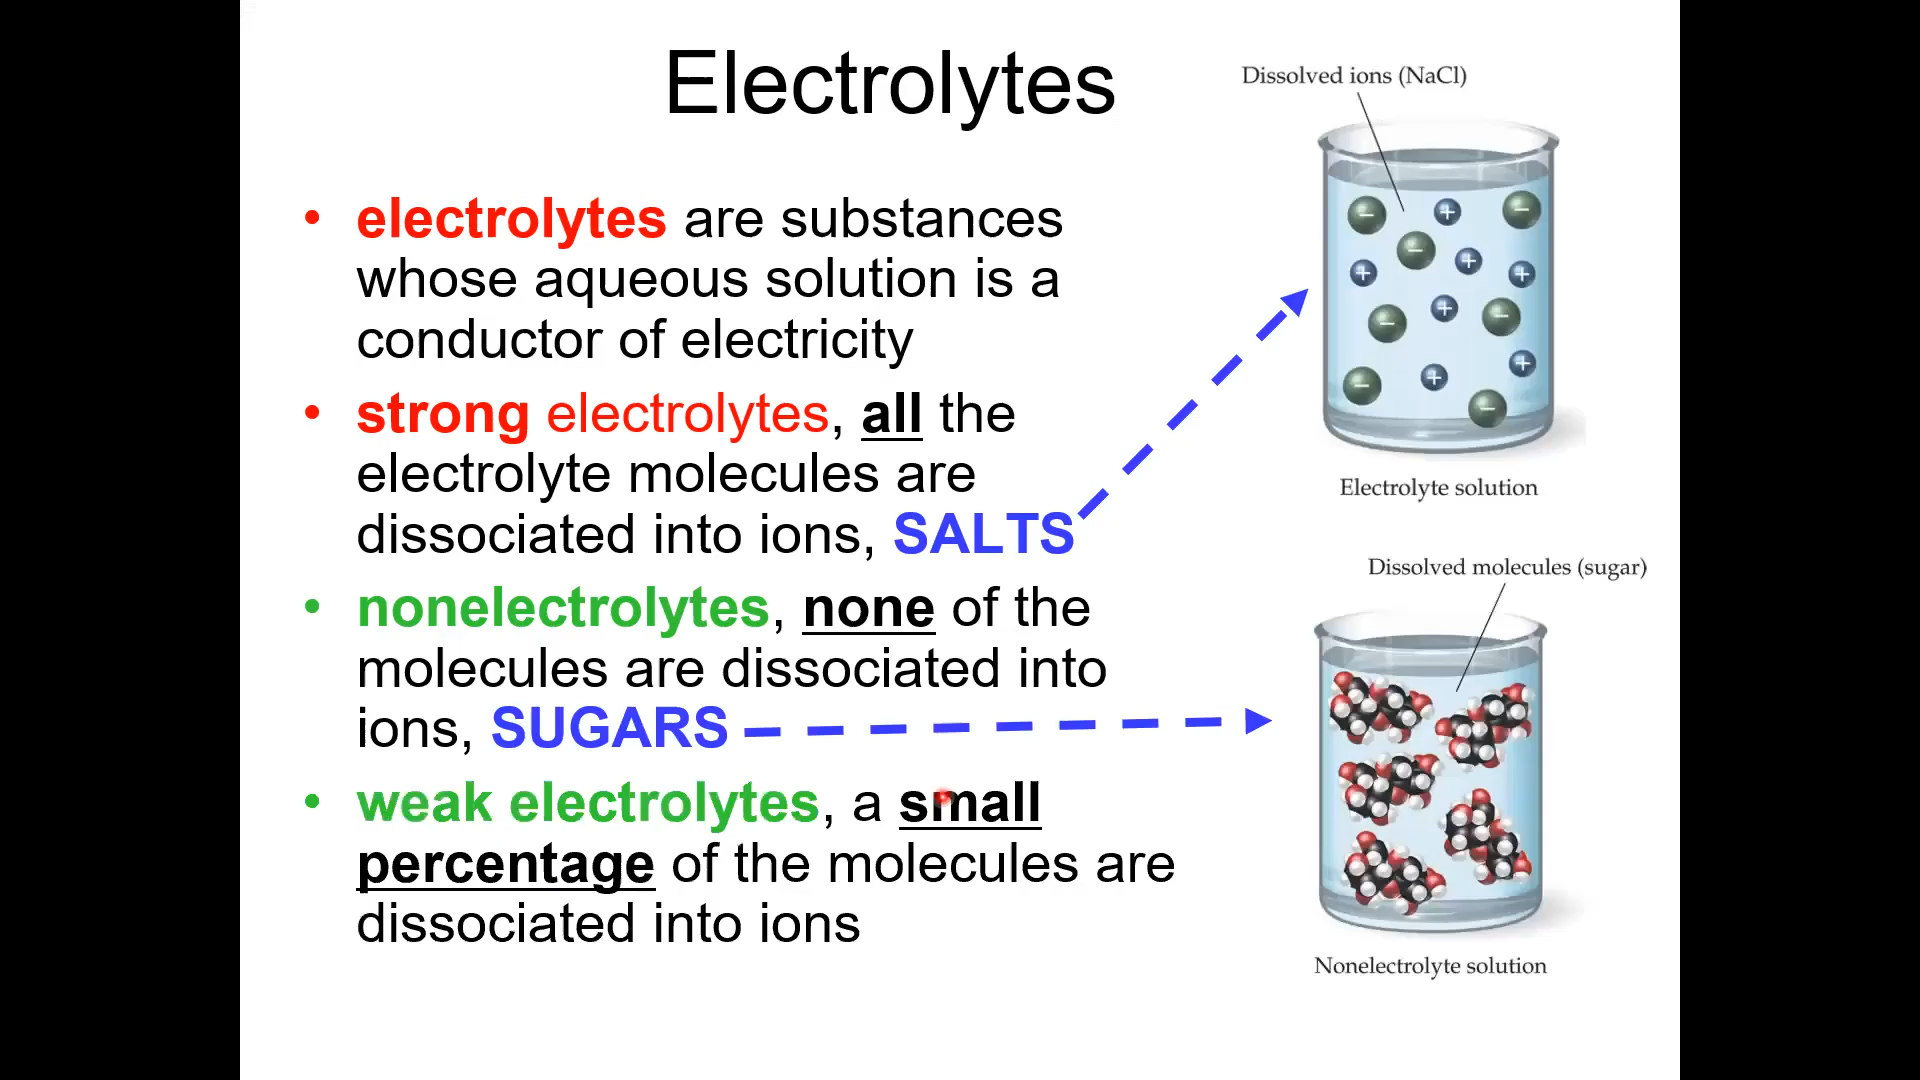 Electrolytes
• electrolytes are substances
whose aqueous solution is a
conductor of electricity
• strong electrolytes, all the
electrolyte molecules are
dissociated into ions, SALTS
• nonelectrolytes, none of the
molecules are dissociated into
ions, SUGARS
• weak electrolytes, a small
percentage of the molecules are
dissociated into ions
Dissolved ions (NaCl)
− + −
− +
+ +
− + −
+ +
− −
Electrolyte solution
Dissolved molecules (sugar)
Nonelectrolyte solution